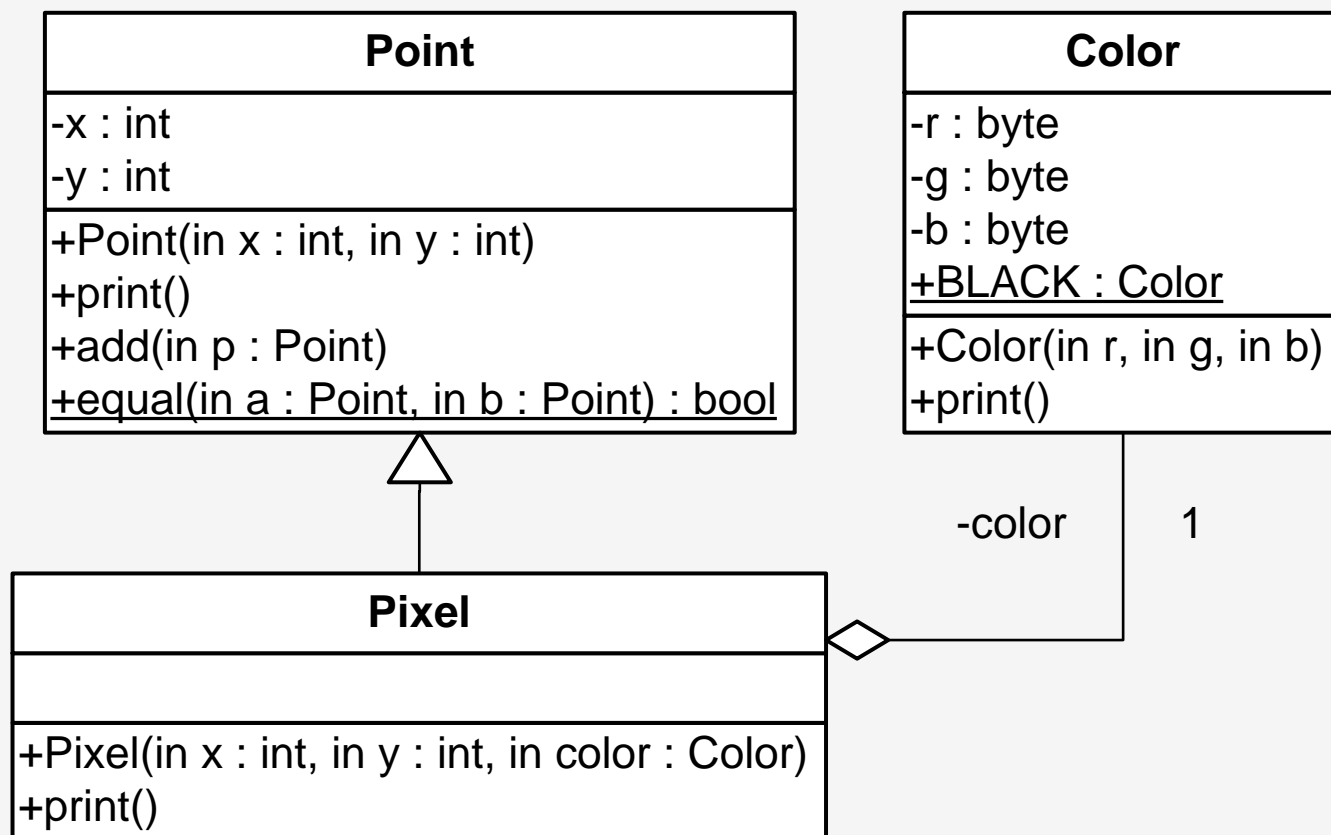 Point
-x : int
-y : int
+Point(in x : int, in y : int)
+print()
+add(in p : Point)
+equal(in a : Point, in b : Point) : bool
Color
-r : byte
-g : byte
-b : byte
+BLACK : Color
+Color(in r, in g, in b)
+print()
-color
1
Pixel
+Pixel(in x : int, in y : int, in color : Color)
+print()